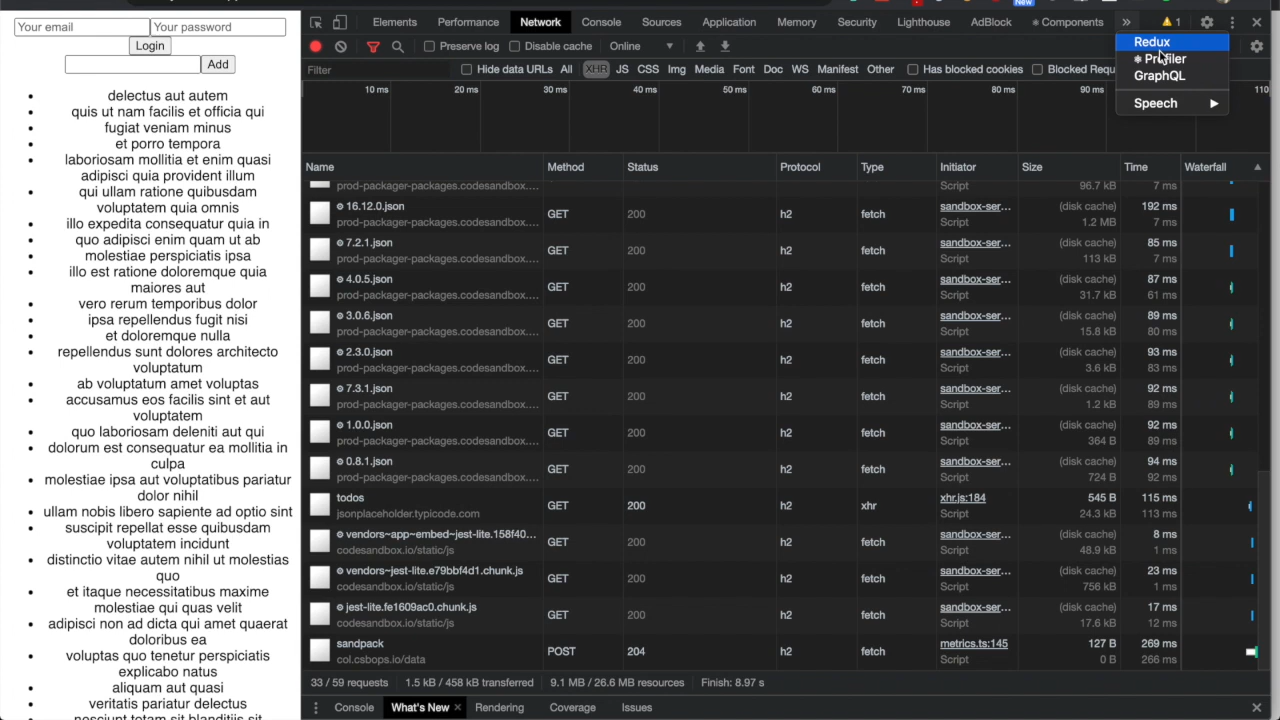 Your email Your password
Login
Add
delectus aut autem
quis ut nam facilis et officia qui
fugiat veniam minus
et porro tempora
laboriosam mollitia et enim quasi
adipisci quia provident illum
qui ullam ratione quibusdam
voluptatem quia omnis
illo expedita consequatur quia in
quo adipisci enim quam ut ab
molestiae perspiciatis ipsa
illo est ratione doloremque quia
maiores aut
vero rerum temporibus dolor
ipsa repellendus fugit nisi
et doloremque nulla
repellendus sunt dolores architecto
voluptatum
ab voluptatum amet voluptas
accusamus eos facilis sint et aut
voluptatem
quo laboriosam deleniti aut qui
dolorum est consequatur ea mollitia in
culpa
molestiae ipsa aut voluptatibus pariatur
dolor nihil
ullam nobis libero sapiente ad optio sint
suscipit repellat esse quibusdam
voluptatem incidunt
distinctio vitae autem nihil ut molestias
quo
et itaque necessitatibus maxime
molestiae qui quas velit
adipisci non ad dicta qui amet quaerat
doloribus ea
voluptas quo tenetur perspiciatis
explicabo natus
aliquam aut quasi
veritatis pariatur delectus
nesciunt totam sit blanditiis sit
New
Elements Performance Network Application Memory Security Lighthouse AdBlock Components » 1
Preserve log Disable cache Online
Filter Hide data URLs All XHR JS CSS Img Media Font Doc WS Manifest Other Has blocked cookies Blocked Requ
Redux
Profiler
GraphQL
Speech
10 ms 20 ms 30 ms 40 ms 50 ms 60 ms 70 ms 80 ms 90 ms 110
Name Method Status Protocol Type Initiator Size Time Waterfall
prod-packager-packages.codesandbox.... Script 96.7 kB 7 ms
16.12.0.json GET 200 h2 fetch sandbox-ser... (disk cache) 192 ms
prod-packager-packages.codesandbox.... Script 1.2 MB 7 ms
7.2.1.json GET 200 h2 fetch sandbox-ser... (disk cache) 85 ms
prod-packager-packages.codesandbox.... Script 113 kB 7 ms
4.0.5.json GET 200 h2 fetch sandbox-ser... (disk cache) 87 ms
prod-packager-packages.codesandbox.... Script 31.7 kB 61 ms
3.0.6.json GET 200 h2 fetch sandbox-ser... (disk cache) 89 ms
prod-packager-packages.codesandbox.... Script 15.8 kB 80 ms
2.3.0.json GET 200 h2 fetch sandbox-ser... (disk cache) 93 ms
prod-packager-packages.codesandbox.... Script 3.6 kB 83 ms
7.3.1.json GET 200 h2 fetch sandbox-ser... (disk cache) 92 ms
prod-packager-packages.codesandbox.... Script 1.2 kB 89 ms
1.0.0.json GET 200 h2 fetch sandbox-ser... (disk cache) 92 ms
prod-packager-packages.codesandbox.... Script 364 B 89 ms
0.8.1.json GET 200 h2 fetch sandbox-ser... (disk cache) 94 ms
prod-packager-packages.codesandbox.... Script 724 B 92 ms
todos GET 200 h2 xhr xhr.js:184 545 B 115 ms
jsonplaceholder.typicode.com Script 24.3 kB 113 ms
vendors~app~embed~jest-lite.158f40... GET 200 h2 fetch sandbox-ser... (disk cache) 8 ms
codesandbox.io/static/js Script 48.9 kB 1 ms
vendors~jest-lite.e79bbf4d1.chunk.js GET 200 h2 fetch sandbox-ser... (disk cache) 23 ms
codesandbox.io/static/js Script 756 kB 1 ms
jest-lite.fe1609ac0.chunk.js GET 200 h2 fetch sandbox-ser... (disk cache) 17 ms
codesandbox.io/static/js Script 17.6 kB 12 ms
sandpack POST 204 h2 fetch metrics.ts:145 127 B 269 ms
col.csbops.io/data Script 0 B 266 ms
33 / 59 requests 1.5 kB / 458 kB transferred 9.1 MB / 26.6 MB resources Finish: 8.97 s
Console What's New × Rendering Coverage Issues